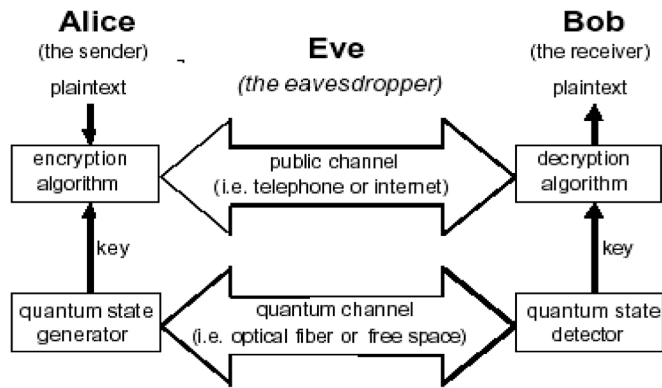 Alice
(the sender)
plaintext
encryption
algorithm
key
quantum state
generator
Eve
(the eavesdropper)
public channel
(i.e. telephone or internet)
quantum channel
(i.e. optical fiber or free space)
Bob
(the receiver)
plaintext
decryption
algorithm
key
quantum state
detector